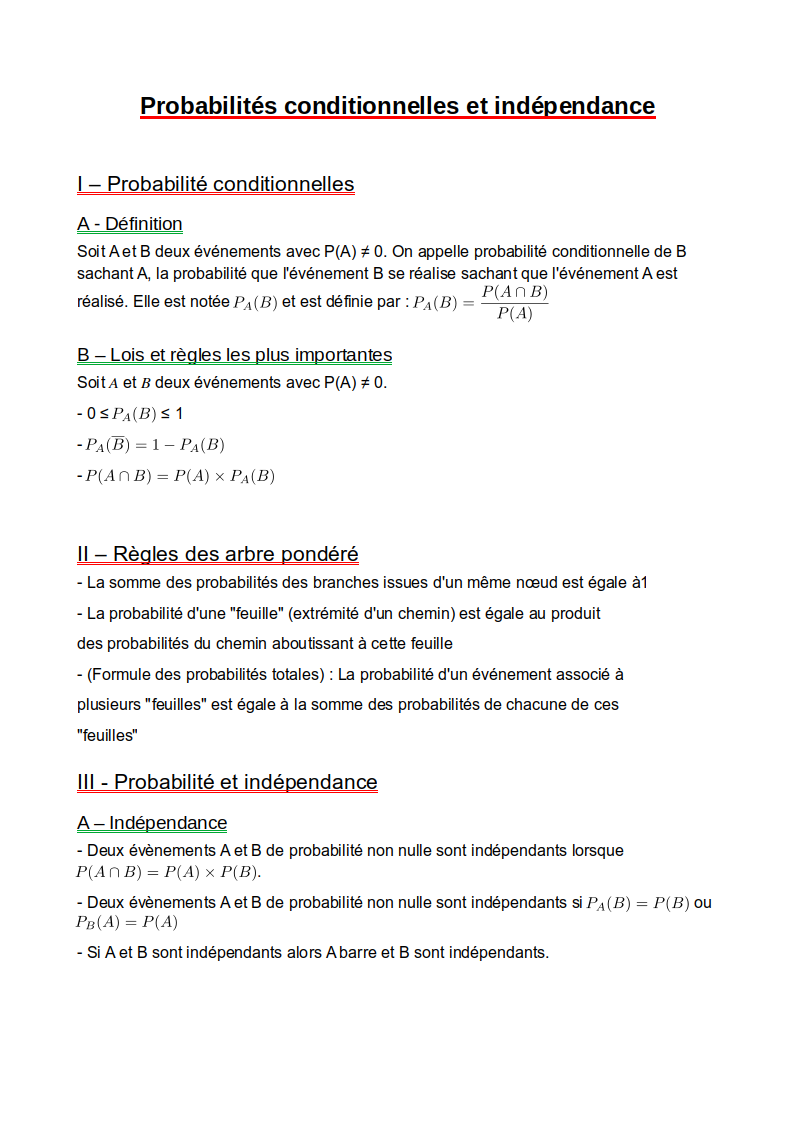 Probabilités conditionnelles et indépendance
I – Probabilité conditionnelles
A - Définition
Soit A et B deux événements avec P(A) ≠ 0. On appelle probabilité conditionnelle de B
sachant A, la probabilité que l'événement B se réalise sachant que l'événement A est
réalisé. Elle est notée P_A(B) et est définie par : P_A(B) = P(A ∩ B) / P(A)
B – Lois et règles les plus importantes
Soit A et B deux événements avec P(A) ≠ 0.
- 0 ≤ P_A(B) ≤ 1
- P_A(B̅) = 1 − P_A(B)
- P(A ∩ B) = P(A) × P_A(B)
II – Règles des arbre pondéré
- La somme des probabilités des branches issues d'un même nœud est égale à1
- La probabilité d'une "feuille" (extrémité d'un chemin) est égale au produit
des probabilités du chemin aboutissant à cette feuille
- (Formule des probabilités totales) : La probabilité d'un événement associé à
plusieurs "feuilles" est égale à la somme des probabilités de chacune de ces
"feuilles"
III - Probabilité et indépendance
A – Indépendance
- Deux évènements A et B de probabilité non nulle sont indépendants lorsque
P(A ∩ B) = P(A) × P(B).
- Deux évènements A et B de probabilité non nulle sont indépendants si P_A(B) = P(B) ou
P_B(A) = P(A)
- Si A et B sont indépendants alors A barre et B sont indépendants.